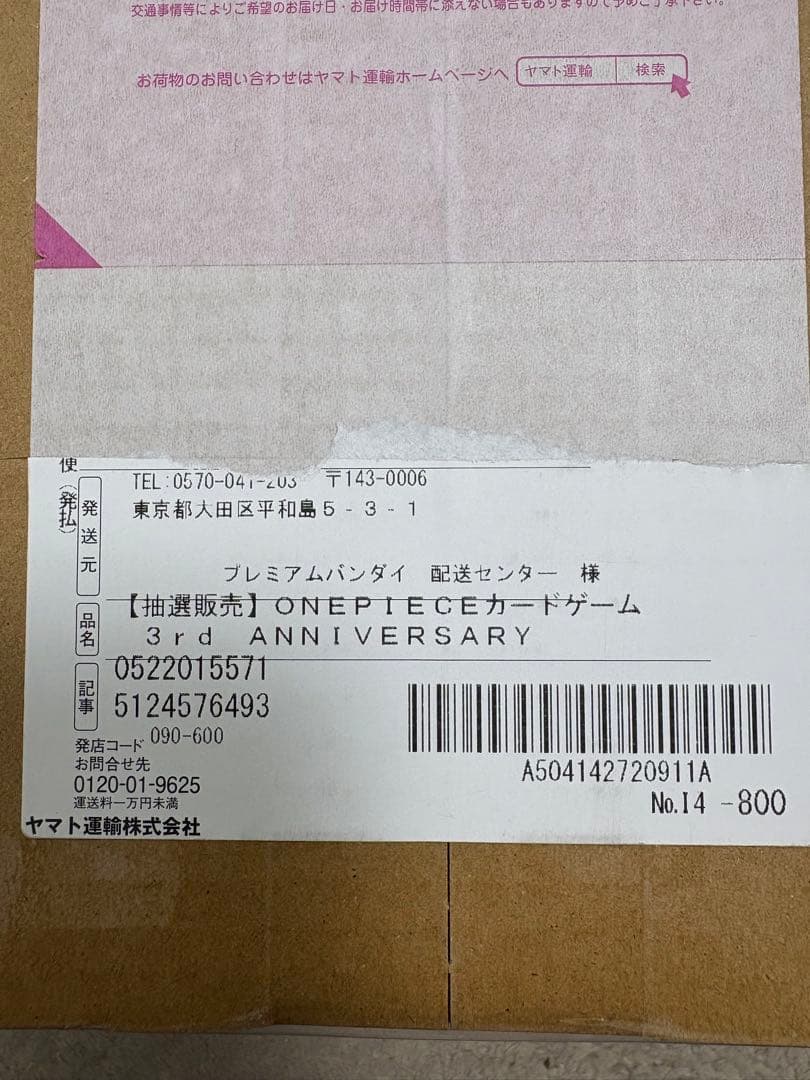 交通事情等によりご希望のお届け日・お届け時間帯に添えない場合もありますので予めご了承下さい。
お荷物のお問い合わせはヤマト運輸ホームページへ ヤマト運輸 検索
便(発払)
TEL:0570-041-203 〒143-0006
発送元
東京都大田区平和島5-3-1
プレミアムバンダイ 配送センター 様
品名
【抽選販売】ONEPIECEカードゲーム
3rd ANNIVERSARY
記事
0522015571
5124576493
発店コード 090-600
お問合せ先
0120-01-9625
運送料一万円未満
ヤマト運輸株式会社
A504142720911A
No.I4 -800